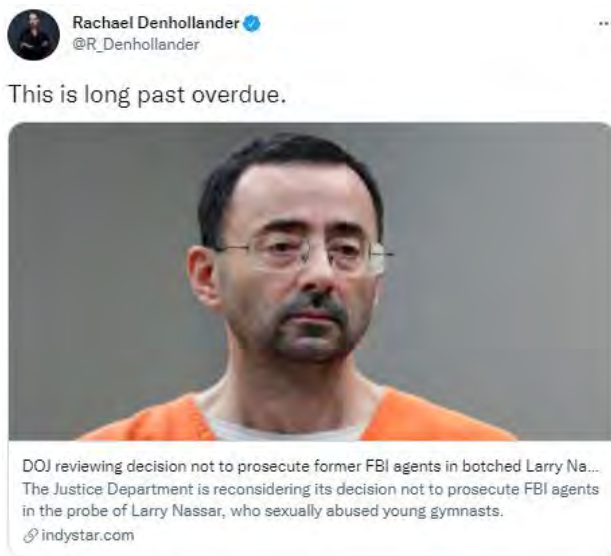 Rachael Denhollander
@R_Denhollander
This is long past overdue.
DOJ reviewing decision not to prosecute former FBI agents in botched Larry Na...
The Justice Department is reconsidering its decision not to prosecute FBI agents
in the probe of Larry Nassar, who sexually abused young gymnasts.
indystar.com